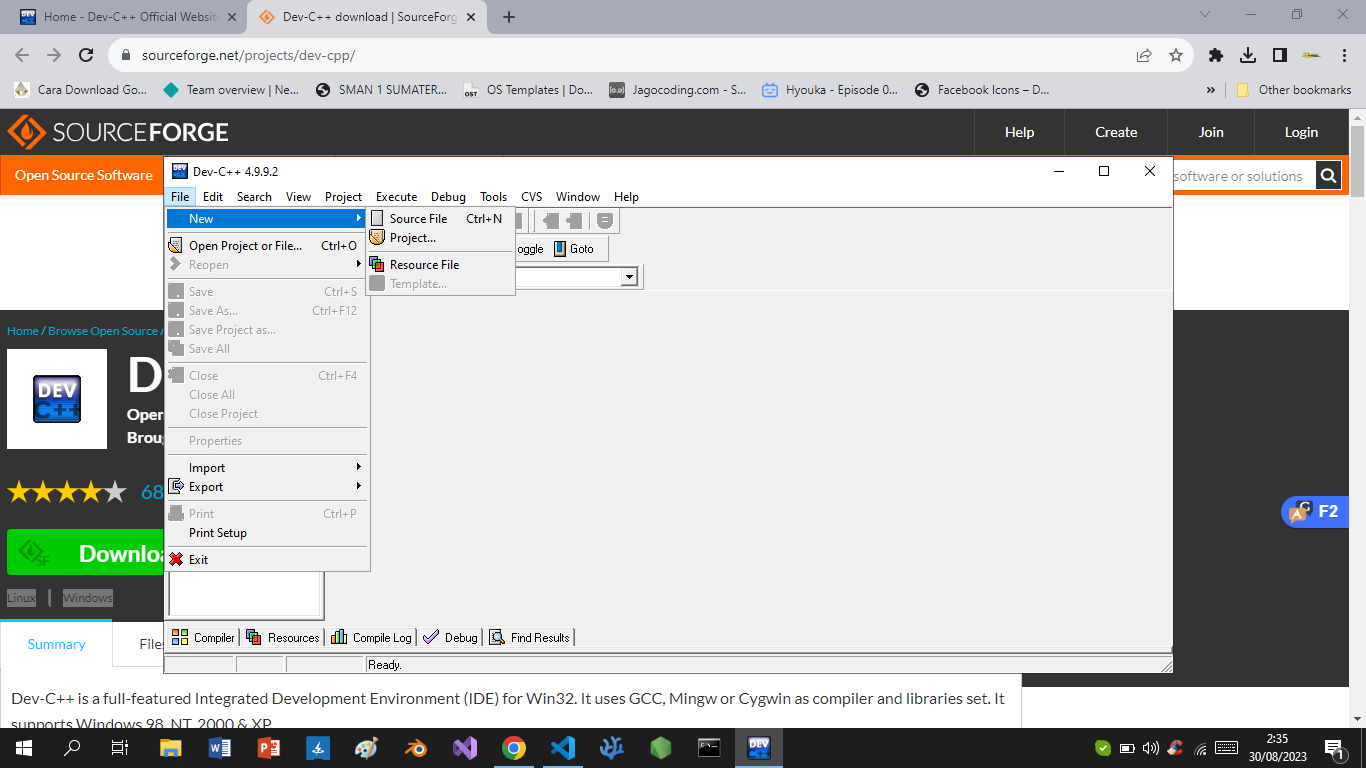 Home - Dev-C++ Official Website
Dev-C++ download | SourceForg
sourceforge.net/projects/dev-cpp/
Cara Download Go...
Team overview | Ne...
SMAN 1 SUMATER...
OS Templates | Do...
Jagocoding.com - S...
Hyouka - Episode 0...
Facebook Icons – D...
»
Other bookmarks
SOURCEFORGE
Help
Create
Join
Login
Open Source Software
software or solutions
Dev-C++ 4.9.9.2
File Edit Search View Project Execute Debug Tools CVS Window Help
New
Source File Ctrl+N
Project...
Resource File
Template...
Open Project or File... Ctrl+O
Reopen
Save Ctrl+S
Save As... Ctrl+F12
Save Project as...
Save All
Close Ctrl+F4
Close All
Close Project
Properties
Import
Export
Print Ctrl+P
Print Setup
Exit
oggle
Goto
Home / Browse Open Source /
DEV
C++
D
Oper
Broug
68
Download
SF
Linux | Windows
F2
Summary
Files
Compiler Resources Compile Log Debug Find Results
Ready.
Dev-C++ is a full-featured Integrated Development Environment (IDE) for Win32. It uses GCC, Mingw or Cygwin as compiler and libraries set. It
supports Windows 98, NT, 2000 & XP
2:35
30/08/2023
1